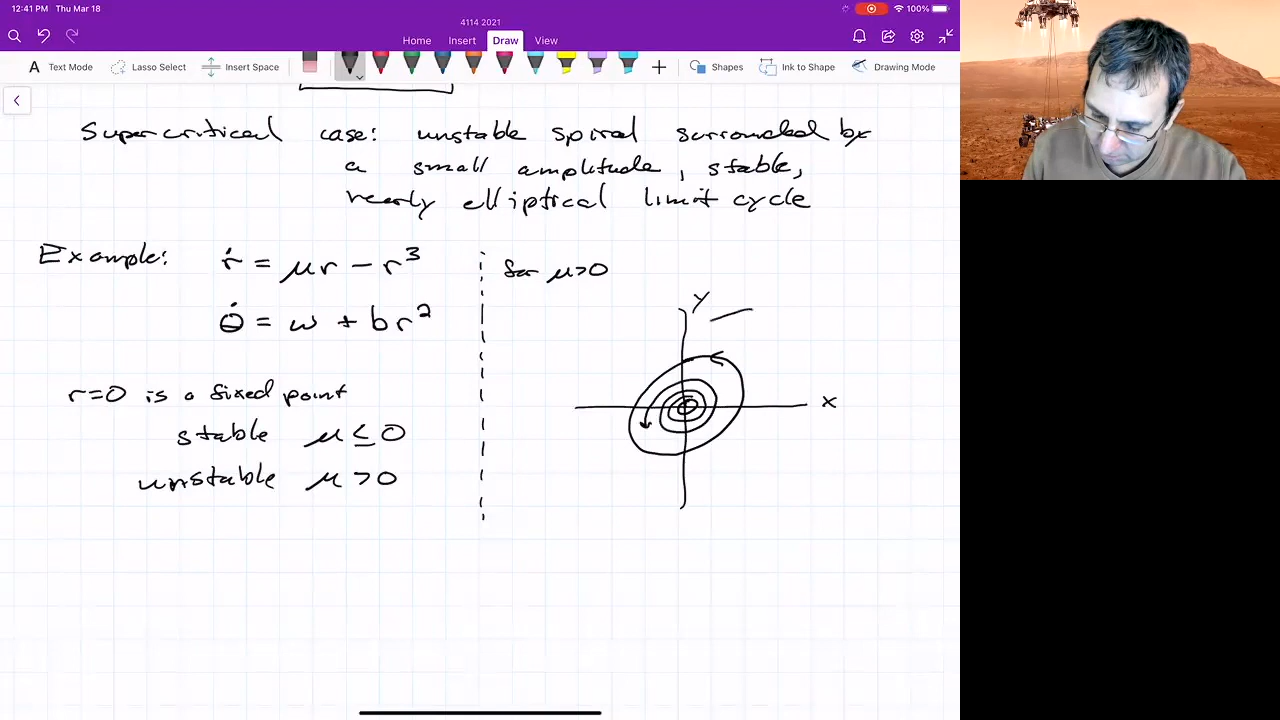 12:41 PM Thu Mar 18
100%
4114 2021
Home Insert Draw View
A Text Mode Lasso Select Insert Space Shapes Ink to Shape Drawing Mode
Supercritical case: unstable spiral surrounded by
a small amplitude, stable,
nearly elliptical limit cycle
Example: ṙ = μr - r³
θ̇ = ω + br²
for μ>0
y
x
r=0 is a fixed point
stable μ ≤ 0
unstable μ > 0